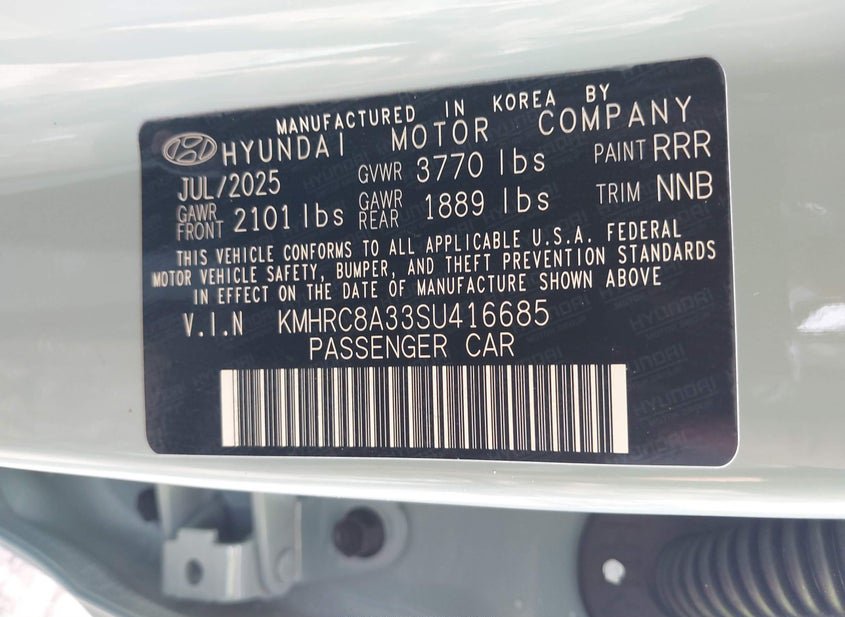 MANUFACTURED IN KOREA BY
HYUNDAI MOTOR COMPANY
JUL/2025 GVWR 3770 lbs PAINT RRR
GAWR FRONT 2101 lbs GAWR REAR 1889 lbs TRIM NNB
THIS VEHICLE CONFORMS TO ALL APPLICABLE U.S.A. FEDERAL
MOTOR VEHICLE SAFETY, BUMPER, AND THEFT PREVENTION STANDARDS
IN EFFECT ON THE DATE OF MANUFACTURE SHOWN ABOVE
V.I.N KMHRC8A33SU416685
PASSENGER CAR